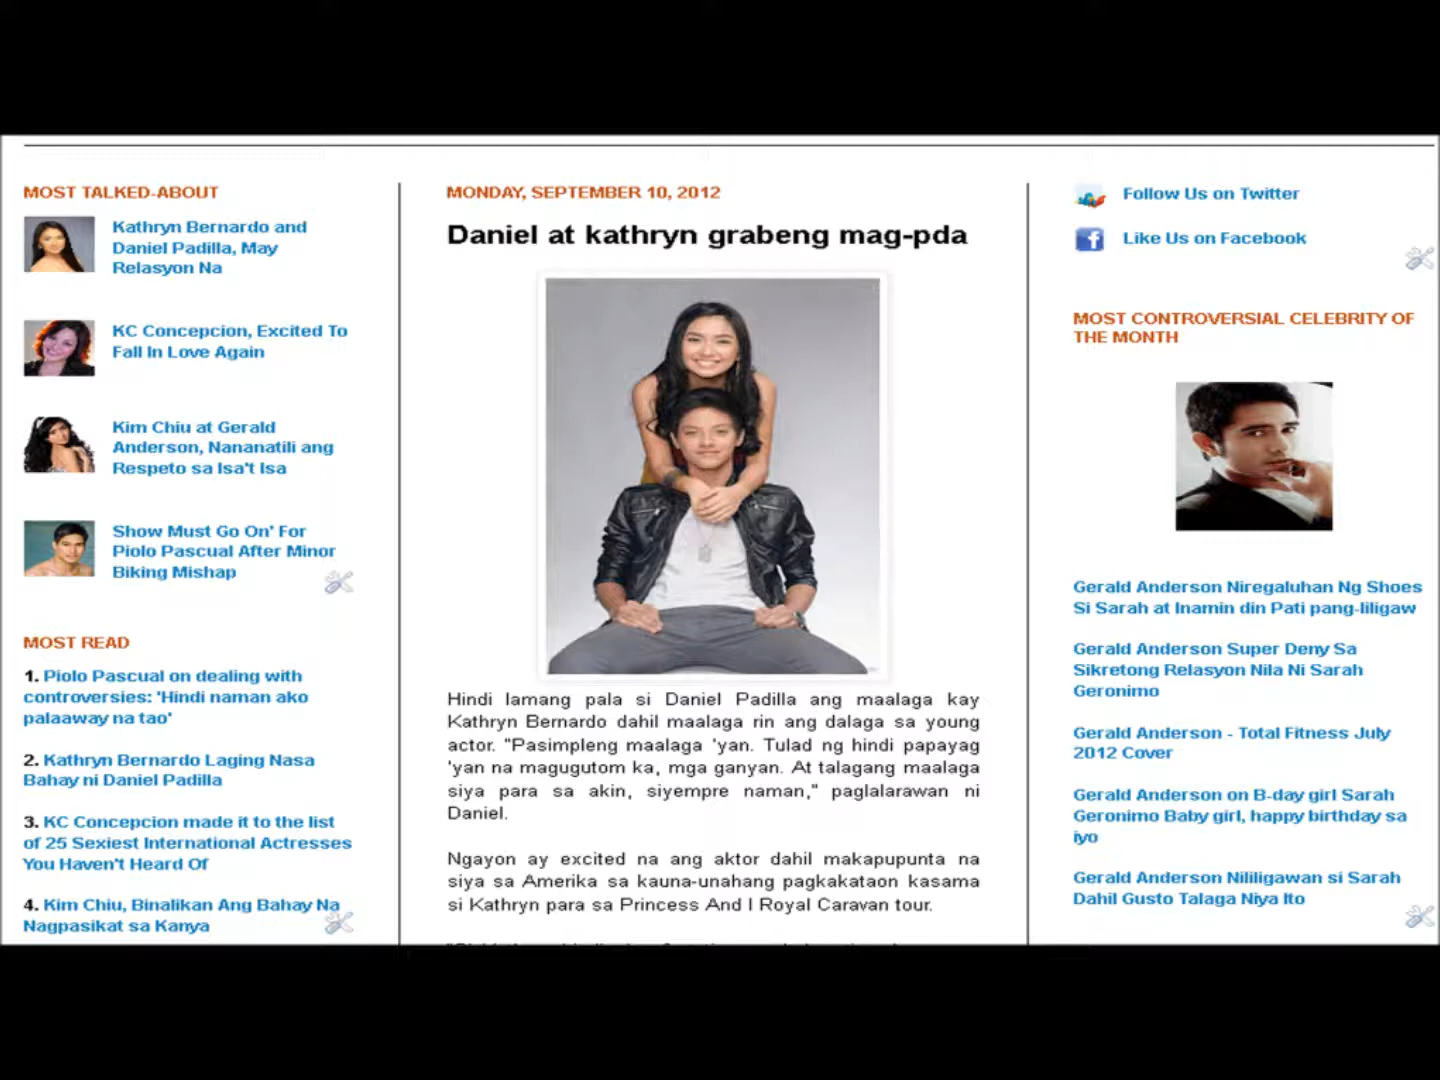 MOST TALKED-ABOUT
Kathryn Bernardo and
Daniel Padilla, May
Relasyon Na
KC Concepcion, Excited To
Fall In Love Again
Kim Chiu at Gerald
Anderson, Nananatili ang
Respeto sa Isa't Isa
Show Must Go On' For
Piolo Pascual After Minor
Biking Mishap
MOST READ
1. Piolo Pascual on dealing with
controversies: 'Hindi naman ako
palaaway na tao'
2. Kathryn Bernardo Laging Nasa
Bahay ni Daniel Padilla
3. KC Concepcion made it to the list
of 25 Sexiest International Actresses
You Haven't Heard Of
4. Kim Chiu, Binalikan Ang Bahay Na
Nagpasikat sa Kanya
MONDAY, SEPTEMBER 10, 2012
Daniel at kathryn grabeng mag-pda
Hindi lamang pala si Daniel Padilla ang maalaga kay
Kathryn Bernardo dahil maalaga rin ang dalaga sa young
actor. "Pasimpleng maalaga 'yan. Tulad ng hindi papayag
'yan na magugutom ka, mga ganyan. At talagang maalaga
siya para sa akin, siyempre naman," paglalarawan ni
Daniel.
Ngayon ay excited na ang aktor dahil makapupunta na
siya sa Amerika sa kauna-unahang pagkakataon kasama
si Kathryn para sa Princess And I Royal Caravan tour.
Follow Us on Twitter
Like Us on Facebook
MOST CONTROVERSIAL CELEBRITY OF
THE MONTH
Gerald Anderson Niregaluhan Ng Shoes
Si Sarah at Inamin din Pati pang-liligaw
Gerald Anderson Super Deny Sa
Sikretong Relasyon Nila Ni Sarah
Geronimo
Gerald Anderson - Total Fitness July
2012 Cover
Gerald Anderson on B-day girl Sarah
Geronimo Baby girl, happy birthday sa
iyo
Gerald Anderson Nililigawan si Sarah
Dahil Gusto Talaga Niya Ito